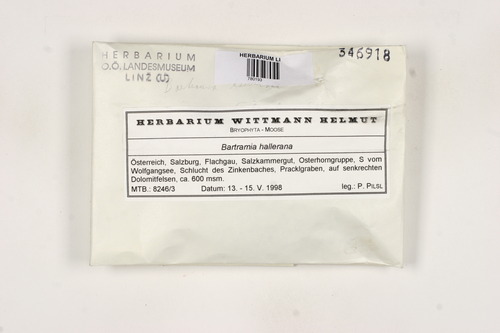 HERBARIUM
O.Ö. LANDESMUSEUM
LINZ (LI)
HERBARIUM LI
346918
HERBARIUM WITTMANN HELMUT
BRYOPHYTA - MOOSE
Bartramia hallerana
Österreich, Salzburg, Flachgau, Salzkammergut, Osterhorngruppe, S vom
Wolfgangsee, Schlucht des Zinkenbaches, Pracklgraben, auf senkrechten
Dolomitfelsen, ca. 600 msm.
MTB.: 8246/3 Datum: 13. - 15. V. 1998 leg.: P. PILSL